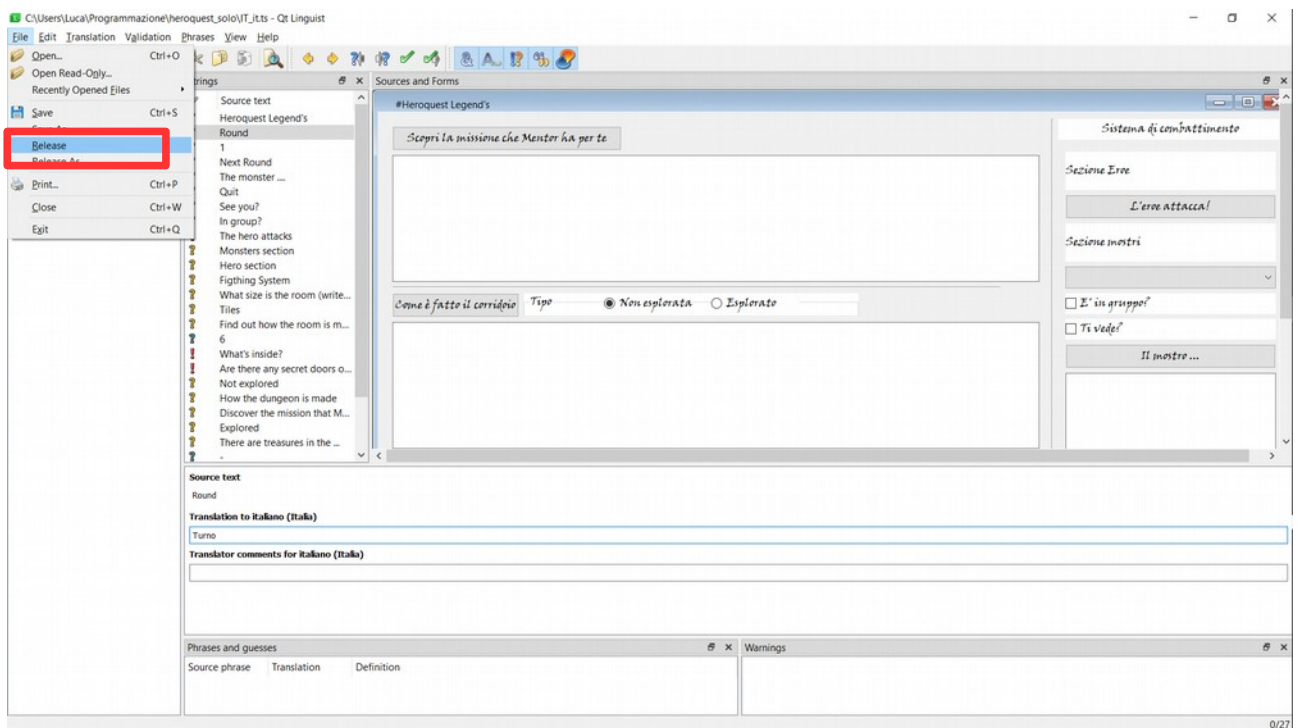 C:\Users\Luca\Programmazione\heroquest_solo\IT_it.ts - Qt Linguist
File Edit Translation Validation Phrases View Help
Open... Ctrl+O
Open Read-Only...
Recently Opened Files
Save Ctrl+S
Save As
Release
Release As
Print... Ctrl+P
Close Ctrl+W
Exit Ctrl+Q
Source text
Heroquest Legend's
Round
1
Next Round
The monster ...
Quit
See you?
In group?
The hero attacks
Monsters section
Hero section
Figthing System
What size is the room (write...
Tiles
Find out how the room is m...
6
What's inside?
Are there any secret doors o...
Not explored
How the dungeon is made
Discover the mission that M...
Explored
There are treasures in the ...
-
Sources and Forms
#Heroquest Legend's
Scopri la missione che Mentor ha per te
Come è fatto il corridoio Tipo Non esplorata Esplorato
Sistema di combattimento
Sezione Eroe
L'eroe attacca!
Sezione mostri
E' in gruppo?
Ti vede?
Il mostro ...
Source text
Round
Translation to italiano (Italia)
Turno
Translator comments for italiano (Italia)
Phrases and guesses
Source phrase Translation Definition
Warnings
0/27